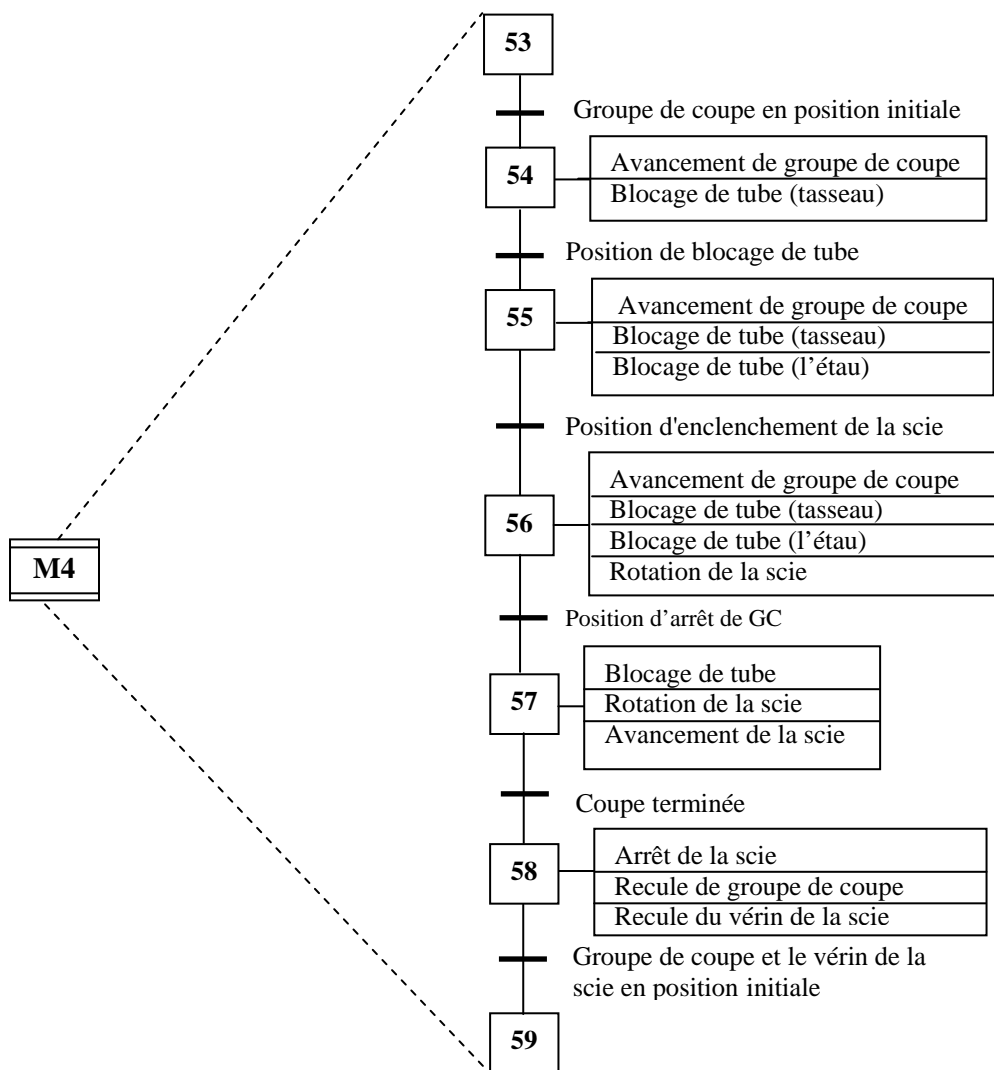 53
Groupe de coupe en position initiale
54
Avancement de groupe de coupe
Blocage de tube (tasseau)
Position de blocage de tube
55
Avancement de groupe de coupe
Blocage de tube (tasseau)
Blocage de tube (l’étau)
Position d'enclenchement de la scie
56
Avancement de groupe de coupe
Blocage de tube (tasseau)
Blocage de tube (l’étau)
Rotation de la scie
M4
Position d’arrêt de GC
57
Blocage de tube
Rotation de la scie
Avancement de la scie
Coupe terminée
58
Arrêt de la scie
Recule de groupe de coupe
Recule du vérin de la scie
Groupe de coupe et le vérin de la
scie en position initiale
59